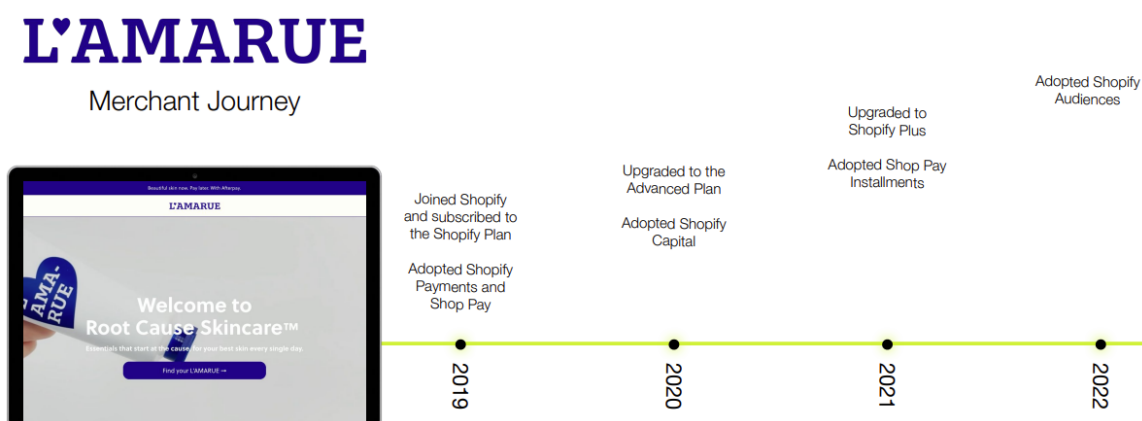 L'AMARUE
Merchant Journey
Beautiful skin now. Pay later. With Afterpay.
L'AMARUE
AMA-
RUE
Welcome to
Root Cause Skincare™
Essentials that start at the cause, for your best skin every single day.
Find your L'AMARUE →
Joined Shopify
and subscribed to
the Shopify Plan
Adopted Shopify
Payments and
Shop Pay
2019
Upgraded to the
Advanced Plan
Adopted Shopify
Capital
2020
Upgraded to
Shopify Plus
Adopted Shop Pay
Installments
2021
Adopted Shopify
Audiences
2022